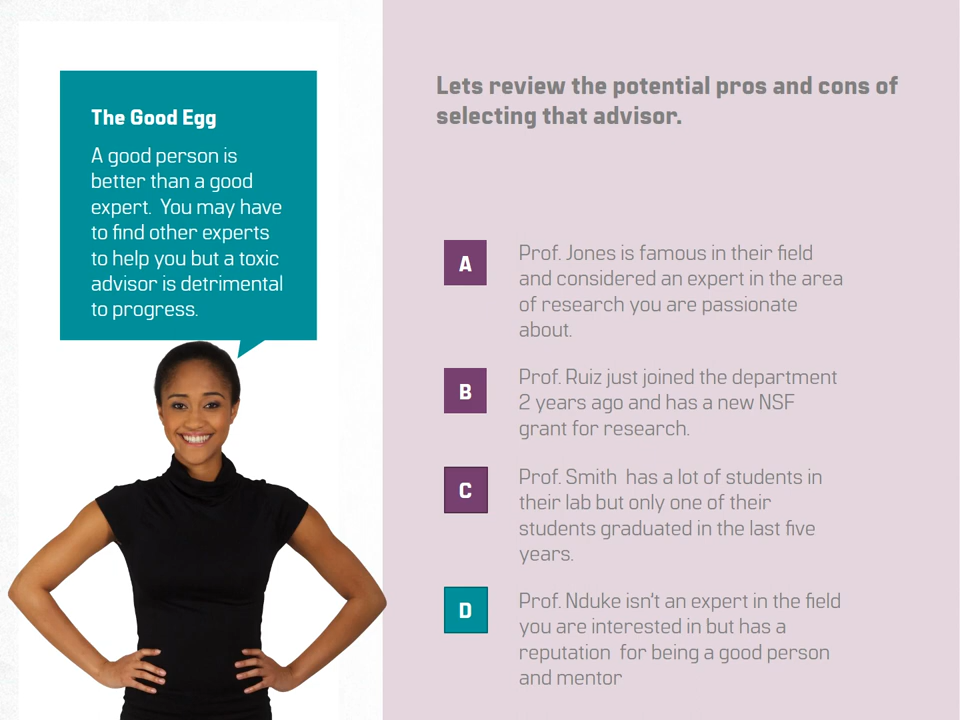 The Good Egg
A good person is
better than a good
expert.  You may have
to find other experts
to help you but a toxic
advisor is detrimental
to progress.
Lets review the potential pros and cons of
selecting that advisor.
A
Prof. Jones is famous in their field
and considered an expert in the area
of research you are passionate
about.
B
Prof. Ruiz just joined the department
2 years ago and has a new NSF
grant for research.
C
Prof. Smith  has a lot of students in
their lab but only one of their
students graduated in the last five
years.
D
Prof. Nduke isn't an expert in the field
you are interested in but has a
reputation  for being a good person
and mentor